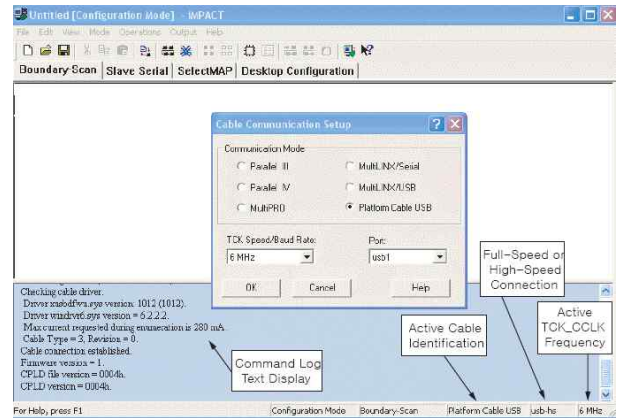 Untitled [Configuration Mode] - iMPACT
File Edit View Mode Operations Output Help
Boundary-Scan Slave Serial SelectMAP Desktop Configuration
Cable Communication Setup
Communication Mode
Parallel III MultiLINX/Serial
Parallel IV MultiLINX/USB
MultiPRO Platform Cable USB
TCK Speed/Baud Rate: Port:
6 MHz usb1
OK Cancel Help
Full-Speed or
High-Speed
Connection
Checking cable driver.
Driver xusbdfwu.sys version: 1012 (1012).
Driver windrvr6.sys version = 6.2.2.2.
Max current requested during enumeration is 280 mA.
Cable Type = 3, Revision = 0.
Cable connection established.
Firmware version = 1.
CPLD file version = 0004h.
CPLD version = 0004h.
Command Log
Text Display
Active Cable
Identification
Active
TCK_CCLK
Frequency
For Help, press F1 Configuration Mode Boundary-Scan Platform Cable USB usb-hs 6 MHz